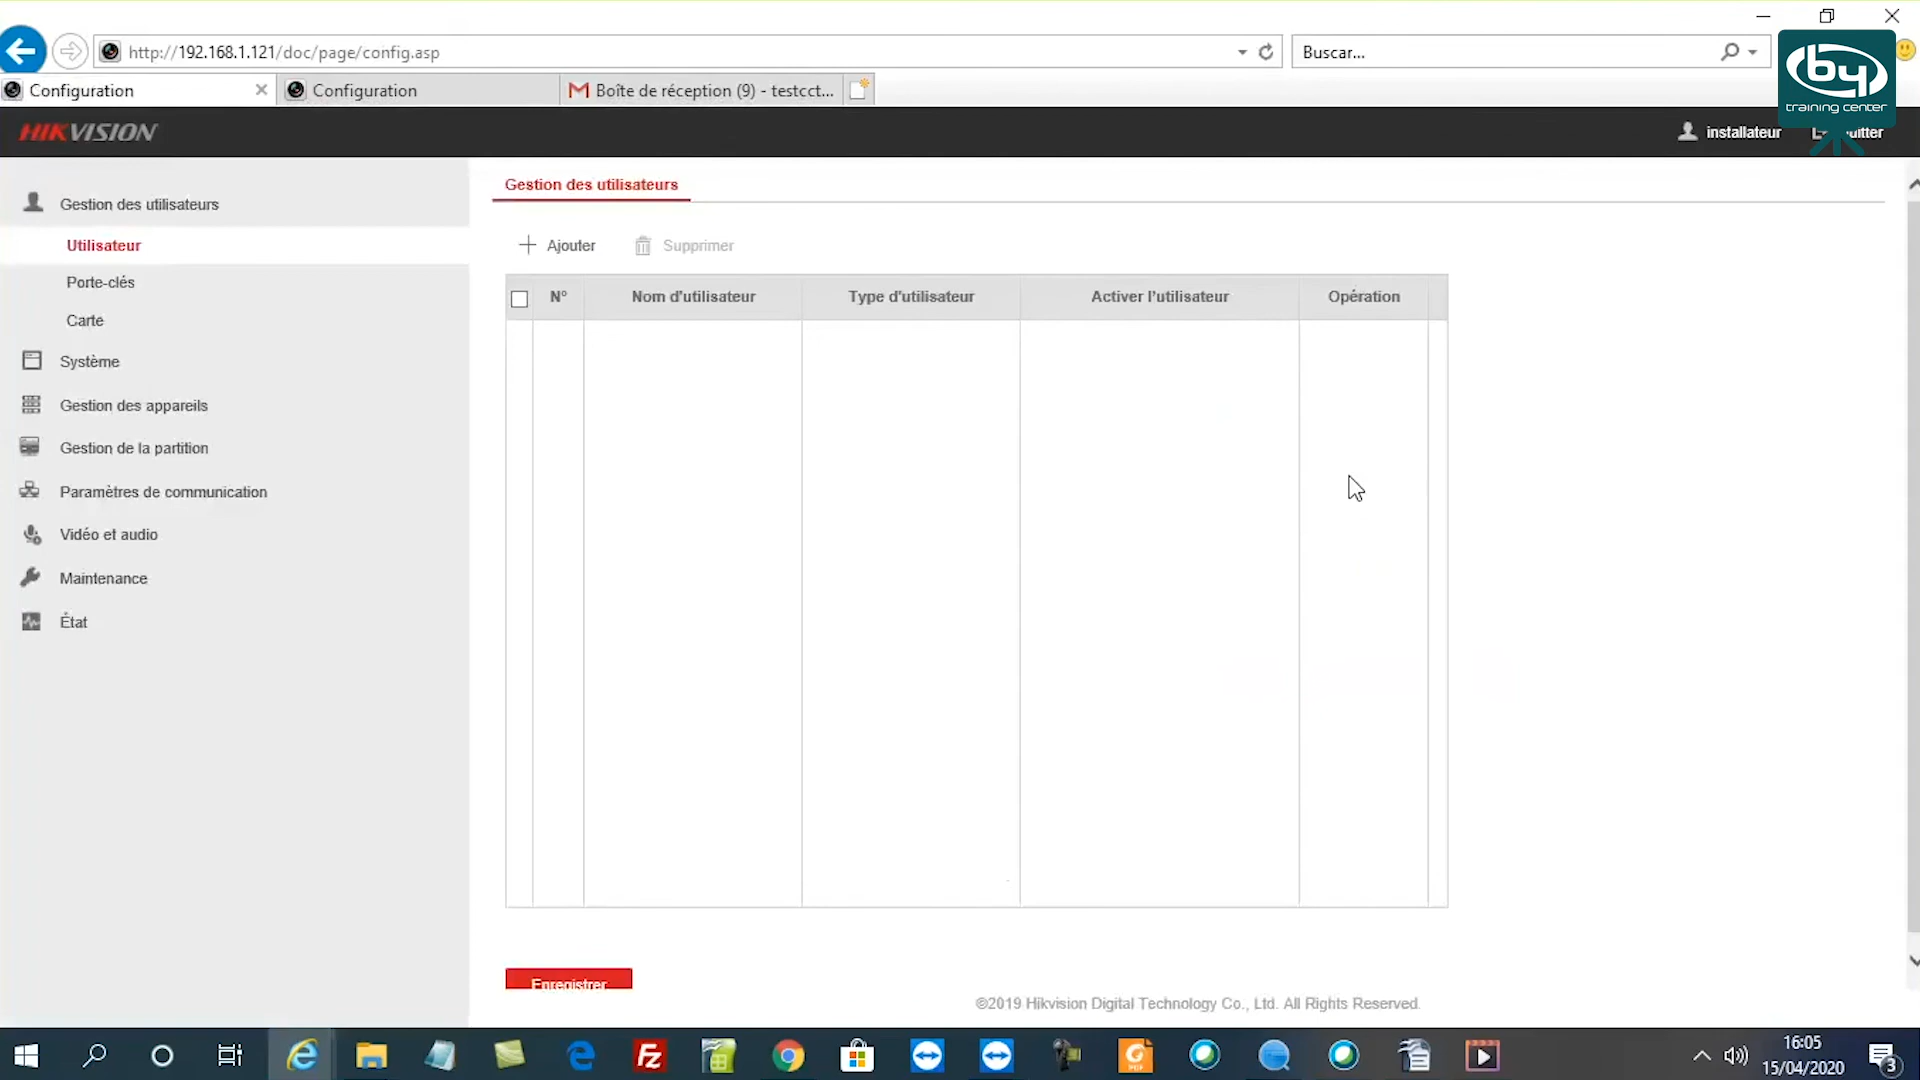 http://192.168.1.121/doc/page/config.asp
Buscar...
Configuration
Configuration
Boîte de réception (9) - testcct...
by
training center
HIKVISION
installateur
uitter
Gestion des utilisateurs
Utilisateur
Porte-clés
Carte
Système
Gestion des appareils
Gestion de la partition
Paramètres de communication
Vidéo et audio
Maintenance
État
Gestion des utilisateurs
Ajouter
Supprimer
N°
Nom d'utilisateur
Type d'utilisateur
Activer l'utilisateur
Opération
Enregistrer
©2019 Hikvision Digital Technology Co., Ltd. All Rights Reserved.
16:05
15/04/2020
3